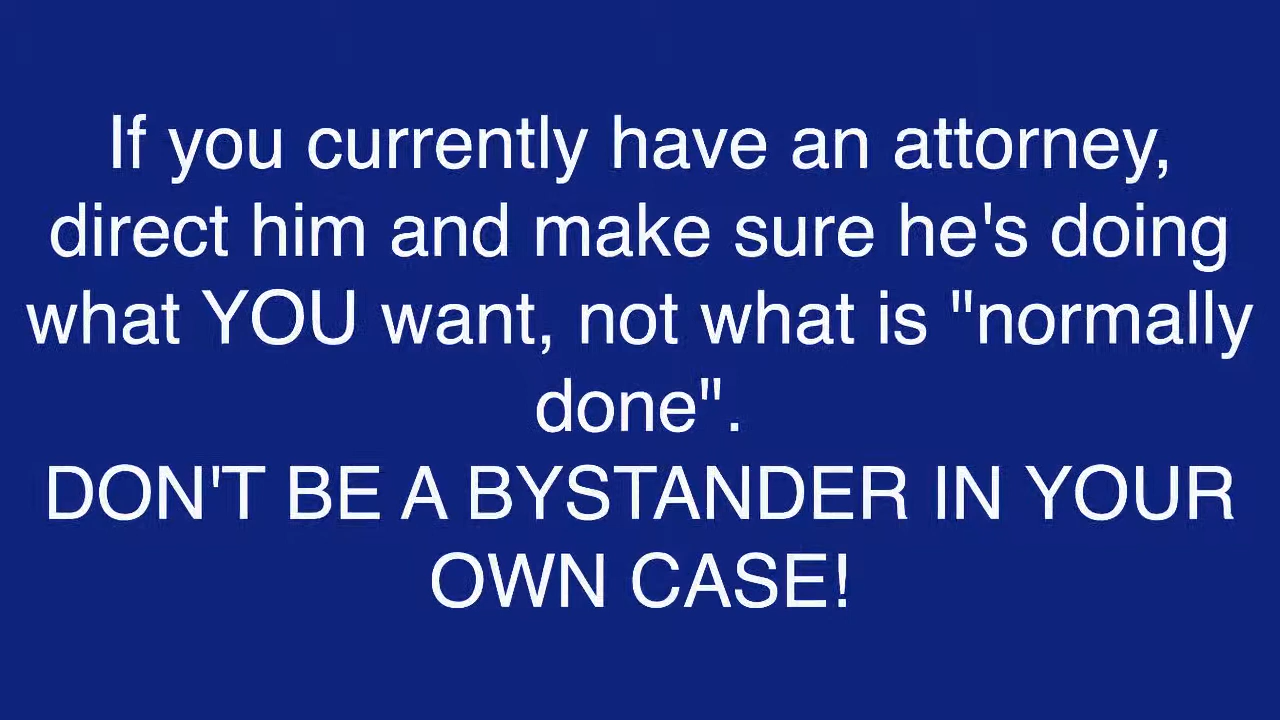 If you currently have an attorney,
direct him and make sure he's doing
what YOU want, not what is "normally
done".
DON'T BE A BYSTANDER IN YOUR
OWN CASE!